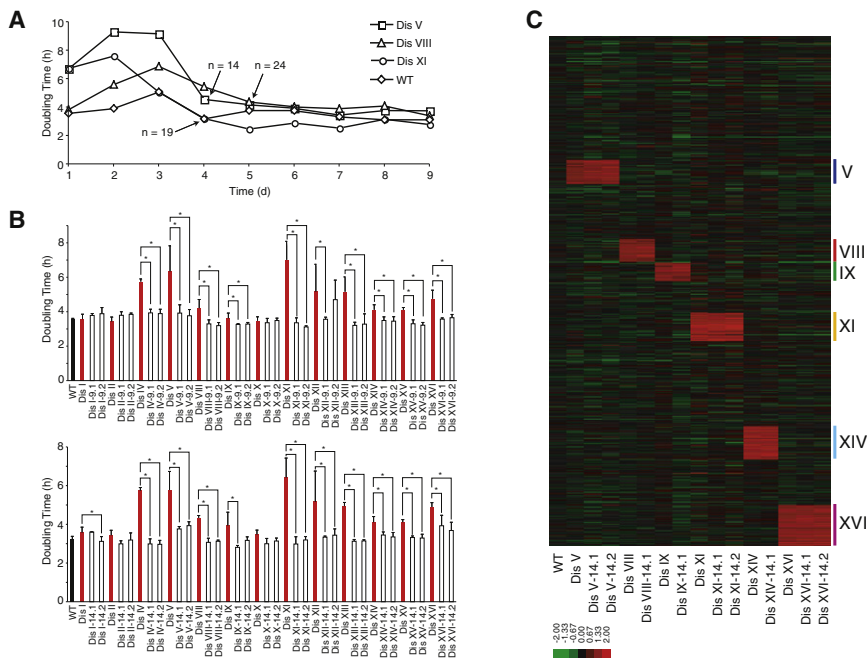 A
Doubling Time (h)
10
8
6
4
2
0
1 2 3 4 5 6 7 8 9
Time (d)
Dis V
Dis VIII
Dis XI
WT
n = 14
n = 24
n = 19
B
Doubling Time (h)
8
6
4
2
0
* * * * * * * * * * * * * * * * * * *
WT
Dis I
Dis I-9.1
Dis I-9.2
Dis II
Dis II-9.1
Dis II-9.2
Dis IV
Dis IV-9.1
Dis IV-9.2
Dis V
Dis V-9.1
Dis V-9.2
Dis VIII
Dis VIII-9.1
Dis VIII-9.2
Dis IX
Dis IX-9.1
Dis IX-9.2
Dis X
Dis X-9.1
Dis X-9.2
Dis XI
Dis XI-9.1
Dis XI-9.2
Dis XII
Dis XII-9.1
Dis XII-9.2
Dis XIII
Dis XIII-9.1
Dis XIII-9.2
Dis XIV
Dis XIV-9.1
Dis XIV-9.2
Dis XV
Dis XV-9.1
Dis XV-9.2
Dis XVI
Dis XVI-9.1
Dis XVI-9.2
Doubling Time (h)
8
6
4
2
0
* * * * * * * * * * * * * * * * * * * *
WT
Dis I
Dis I-14.1
Dis I-14.2
Dis II
Dis II-14.1
Dis II-14.2
Dis IV
Dis IV-14.1
Dis IV-14.2
Dis V
Dis V-14.1
Dis V-14.2
Dis VIII
Dis VIII-14.1
Dis VIII-14.2
Dis IX
Dis IX-14.1
Dis IX-14.2
Dis X
Dis X-14.1
Dis X-14.2
Dis XI
Dis XI-14.1
Dis XI-14.2
Dis XII
Dis XII-14.1
Dis XII-14.2
Dis XIII
Dis XIII-14.1
Dis XIII-14.2
Dis XIV
Dis XIV-14.1
Dis XIV-14.2
Dis XV
Dis XV-14.1
Dis XV-14.2
Dis XVI
Dis XVI-14.1
Dis XVI-14.2
C
V
VIII
IX
XI
XIV
XVI
WT
Dis V
Dis V-14.1
Dis V-14.2
Dis VIII
Dis VIII-14.1
Dis IX
Dis IX-14.1
Dis XI
Dis XI-14.1
Dis XI-14.2
Dis XIV
Dis XIV-14.1
Dis XVI
Dis XVI-14.1
Dis XVI-14.2
-2.00
-1.33
-0.67
0.00
0.67
1.33
2.00